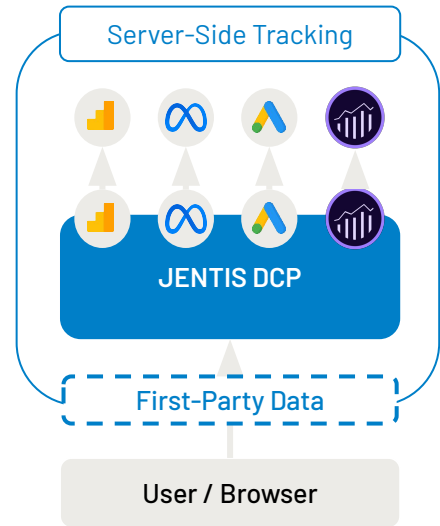 Server-Side Tracking
JENTIS DCP
First-Party Data
User / Browser